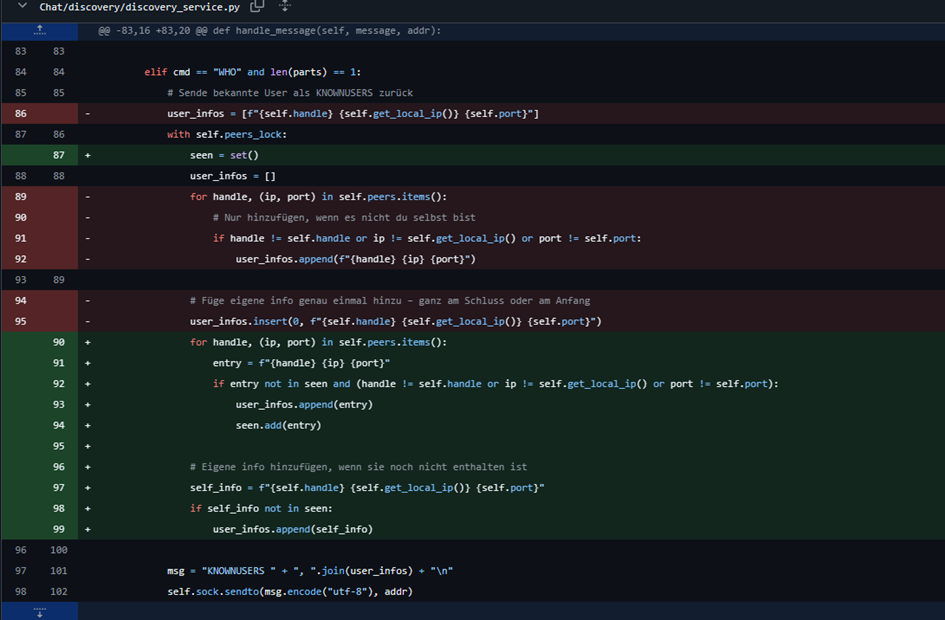 Chat/discovery/discovery_service.py
@@ -83,16 +83,20 @@ def handle_message(self, message, addr):
83 83
84 84 elif cmd == "WHO" and len(parts) == 1:
85 85 # Sende bekannte User als KNOWNUSERS zurück
86 - user_infos = [f"{self.handle} {self.get_local_ip()} {self.port}"]
87 86 with self.peers_lock:
87 + seen = set()
88 88 user_infos = []
89 - for handle, (ip, port) in self.peers.items():
90 - # Nur hinzufügen, wenn es nicht du selbst bist
91 - if handle != self.handle or ip != self.get_local_ip() or port != self.port:
92 - user_infos.append(f"{handle} {ip} {port}")
93 89
94 - # Füge eigene info genau einmal hinzu – ganz am Schluss oder am Anfang
95 - user_infos.insert(0, f"{self.handle} {self.get_local_ip()} {self.port}")
90 + for handle, (ip, port) in self.peers.items():
91 + entry = f"{handle} {ip} {port}"
92 + if entry not in seen and (handle != self.handle or ip != self.get_local_ip() or port != self.port):
93 + user_infos.append(entry)
94 + seen.add(entry)
95 +
96 + # Eigene info hinzufügen, wenn sie noch nicht enthalten ist
97 + self_info = f"{self.handle} {self.get_local_ip()} {self.port}"
98 + if self_info not in seen:
99 + user_infos.append(self_info)
96 100
97 101 msg = "KNOWNUSERS " + ", ".join(user_infos) + "\n"
98 102 self.sock.sendto(msg.encode("utf-8"), addr)